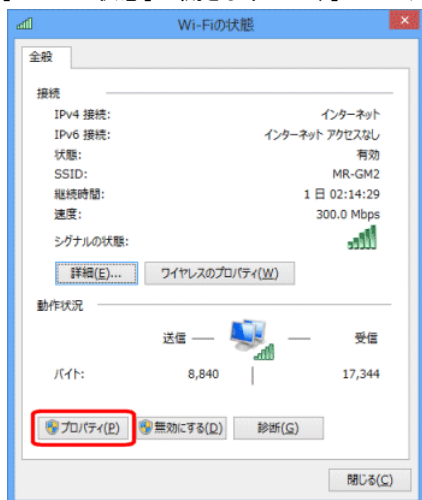 Wi-Fiの状態
全般
接続
IPv4 接続: インターネット
IPv6 接続: インターネット アクセスなし
状態: 有効
SSID: MR-GM2
継続時間: 1 日 02:14:29
速度: 300.0 Mbps
シグナルの状態:
詳細(E)... ワイヤレスのプロパティ(W)
動作状況
送信 受信
バイト: 8,840 17,344
プロパティ(P) 無効にする(D) 診断(G)
閉じる(C)